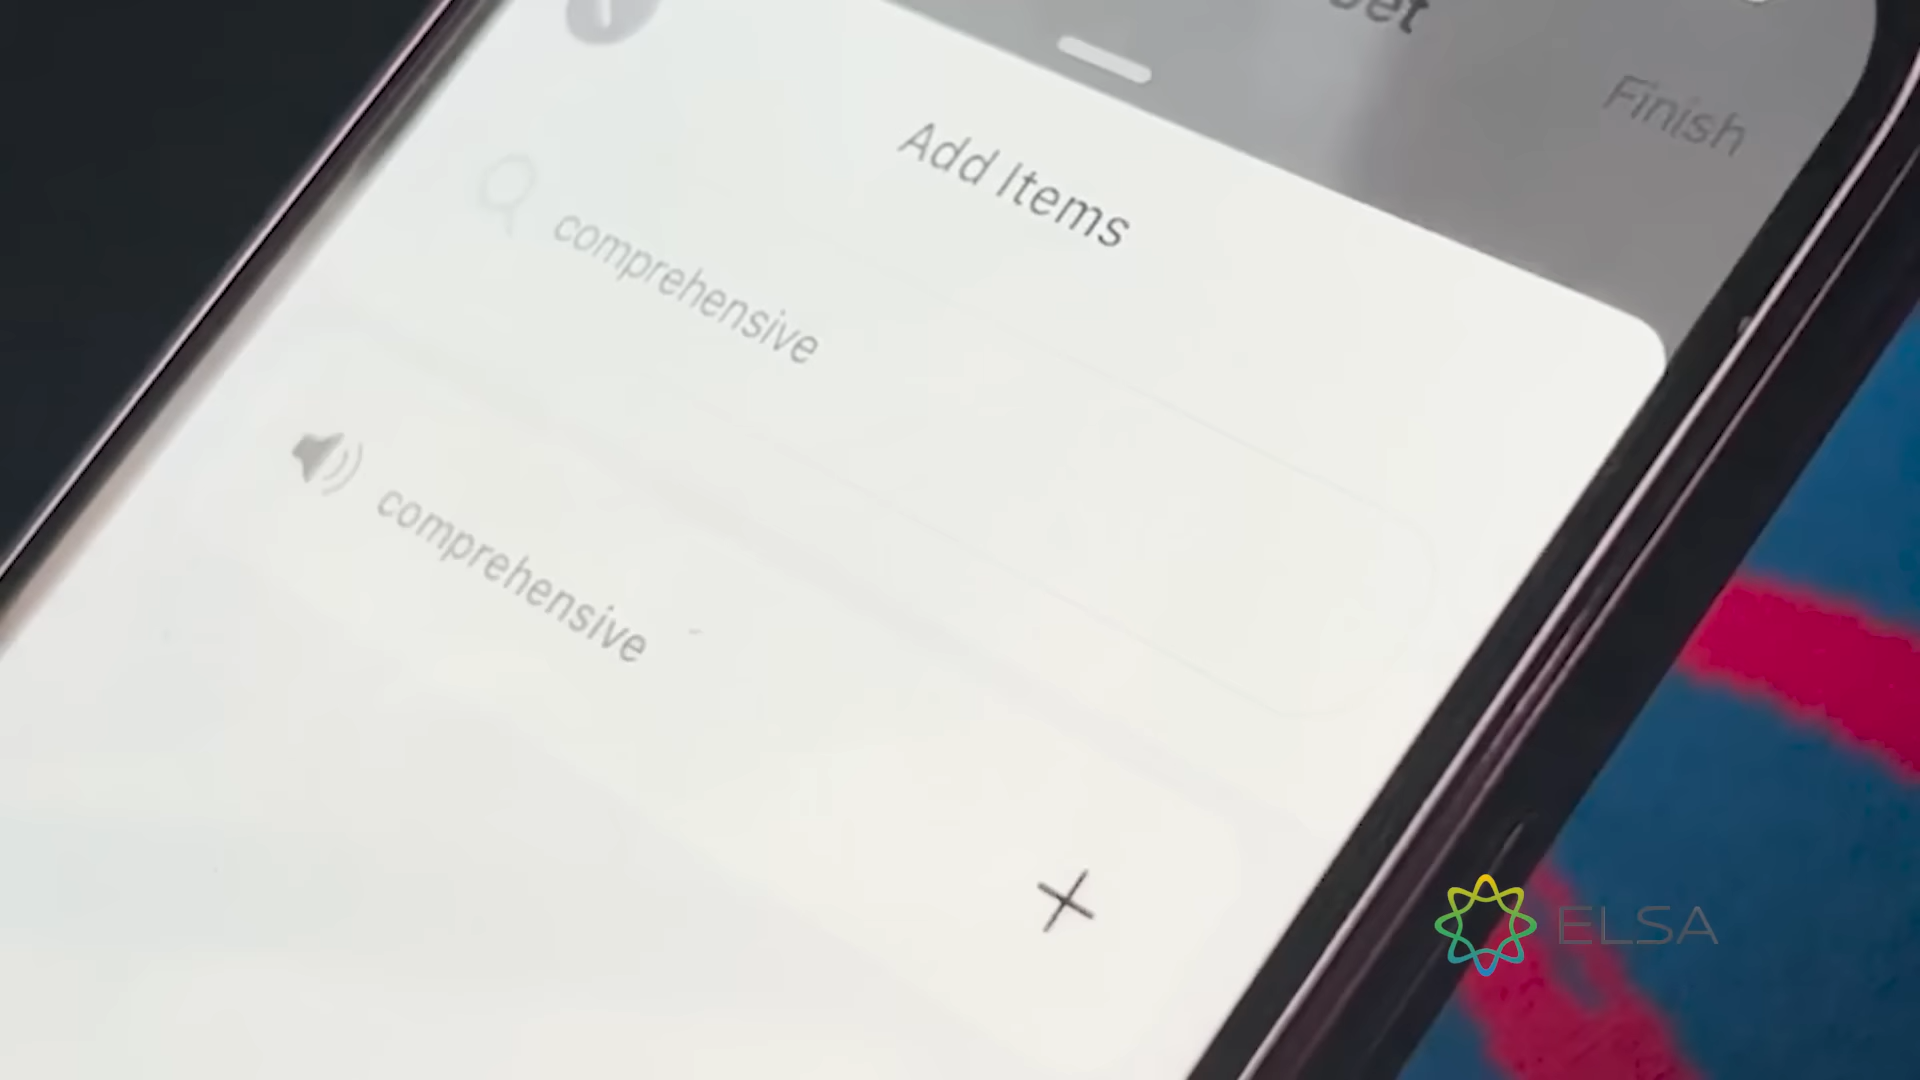 Finish
Add Items
comprehensive
comprehensive
ELSA